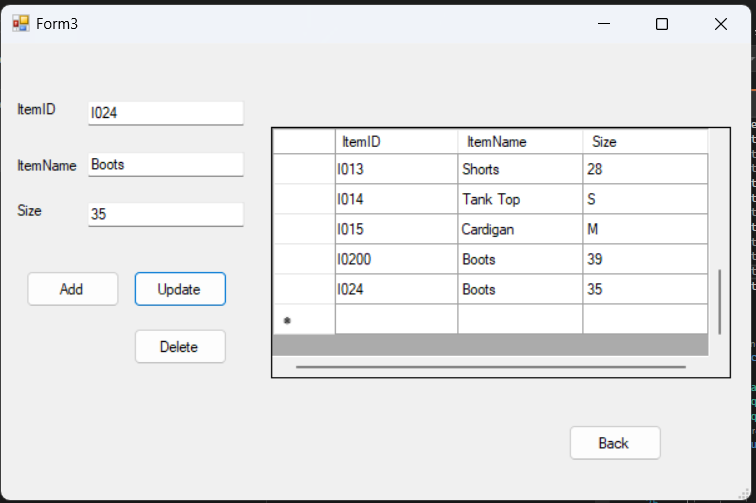 Form3
ItemID I024
ItemName Boots
Size 35
Add Update
Delete
ItemID ItemName Size
I013 Shorts 28
I014 Tank Top S
I015 Cardigan M
I0200 Boots 39
I024 Boots 35
*
Back